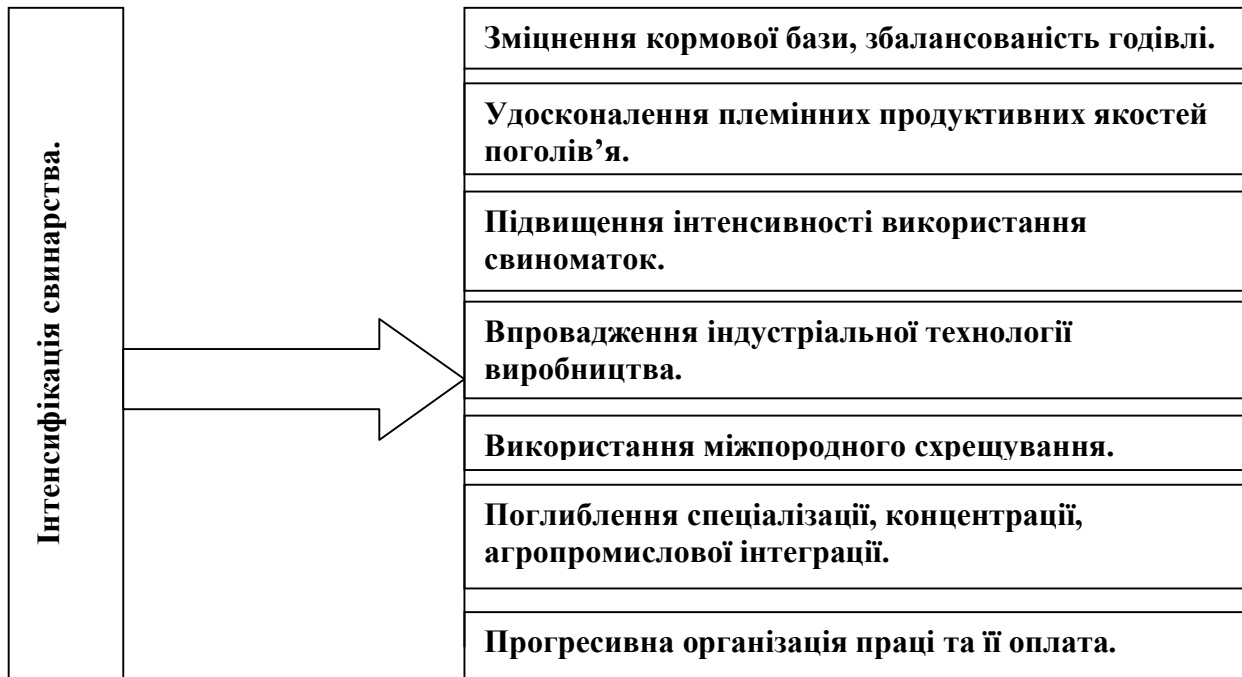 Інтенсифікація свинарства.
Зміцнення кормової бази, збалансованість годівлі.
Удосконалення племінних продуктивних якостей
поголів’я.
Підвищення інтенсивності використання
свиноматок.
Впровадження індустріальної технології
виробництва.
Використання міжпородного схрещування.
Поглиблення спеціалізації, концентрації,
агропромислової інтеграції.
Прогресивна організація праці та її оплата.